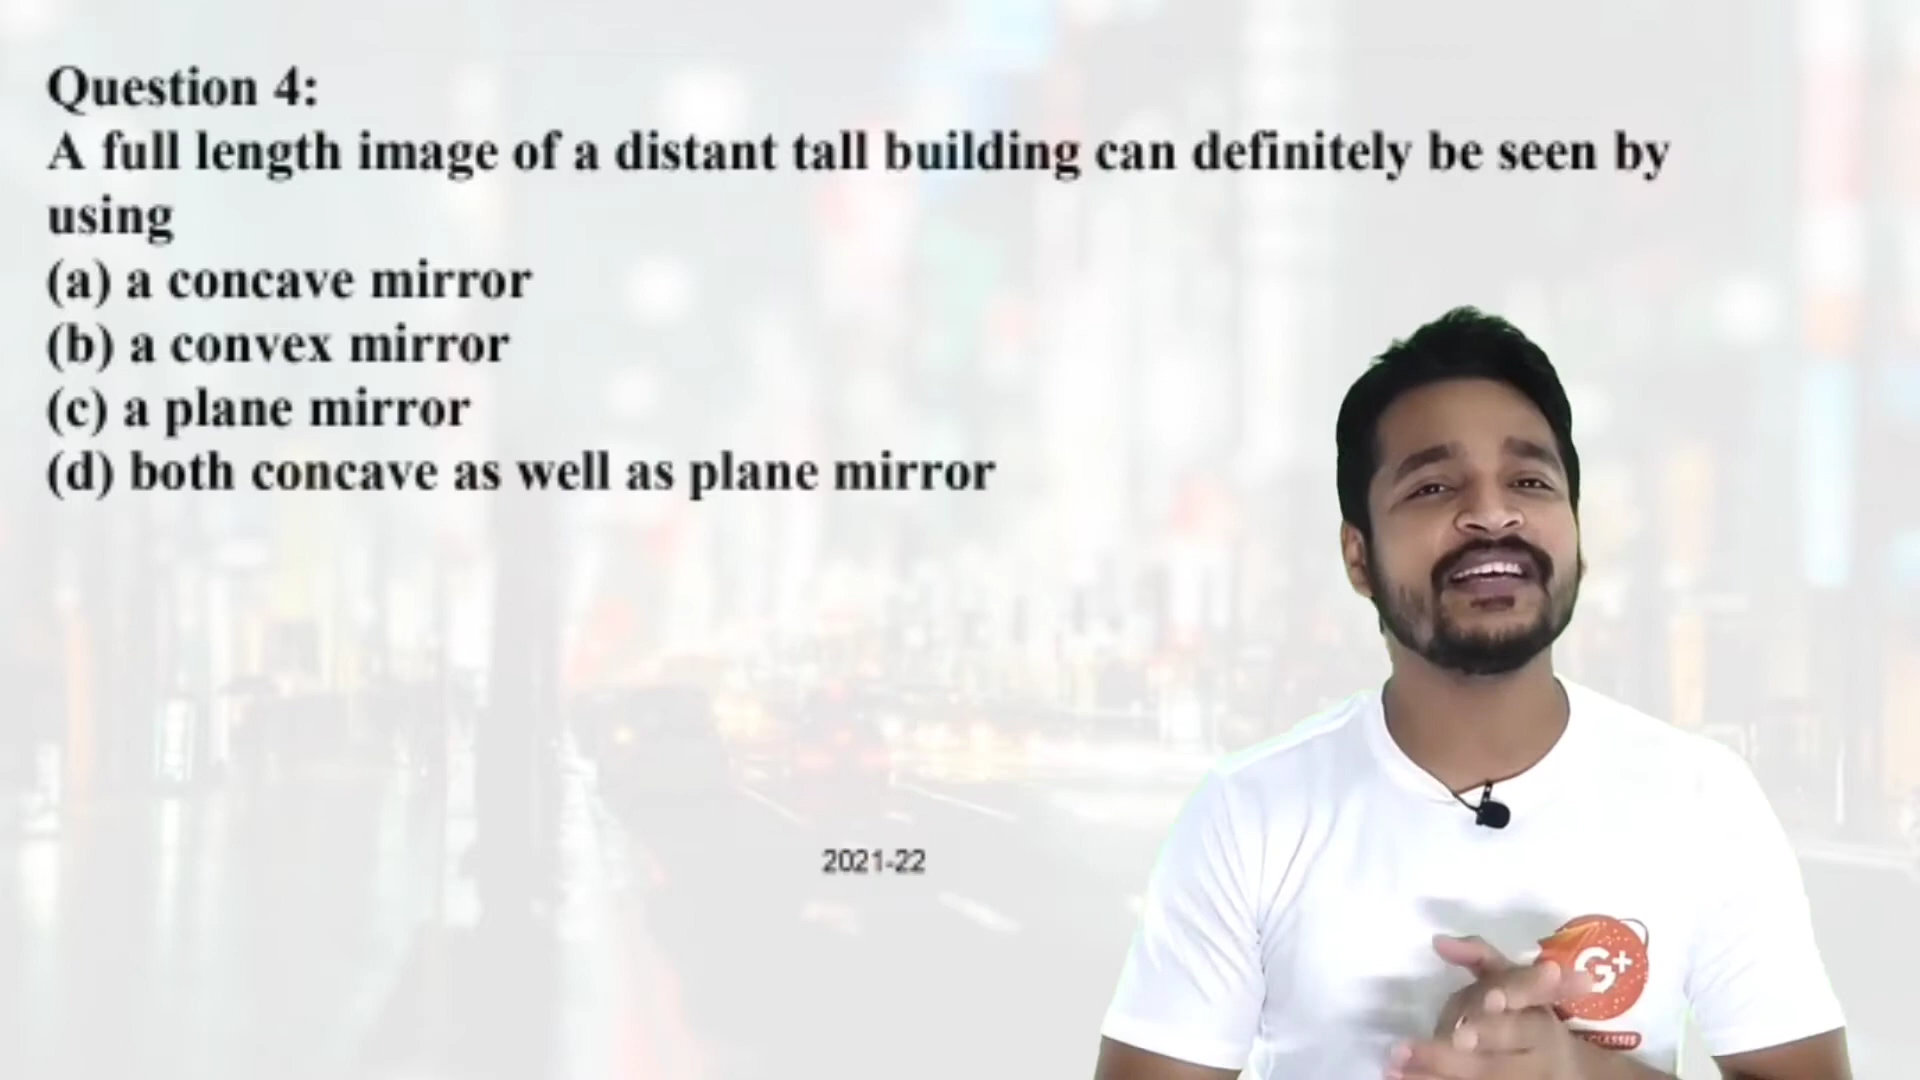 Question 4:
A full length image of a distant tall building can definitely be seen by
using
(a) a concave mirror
(b) a convex mirror
(c) a plane mirror
(d) both concave as well as plane mirror
2021-22
G+
CLASSES